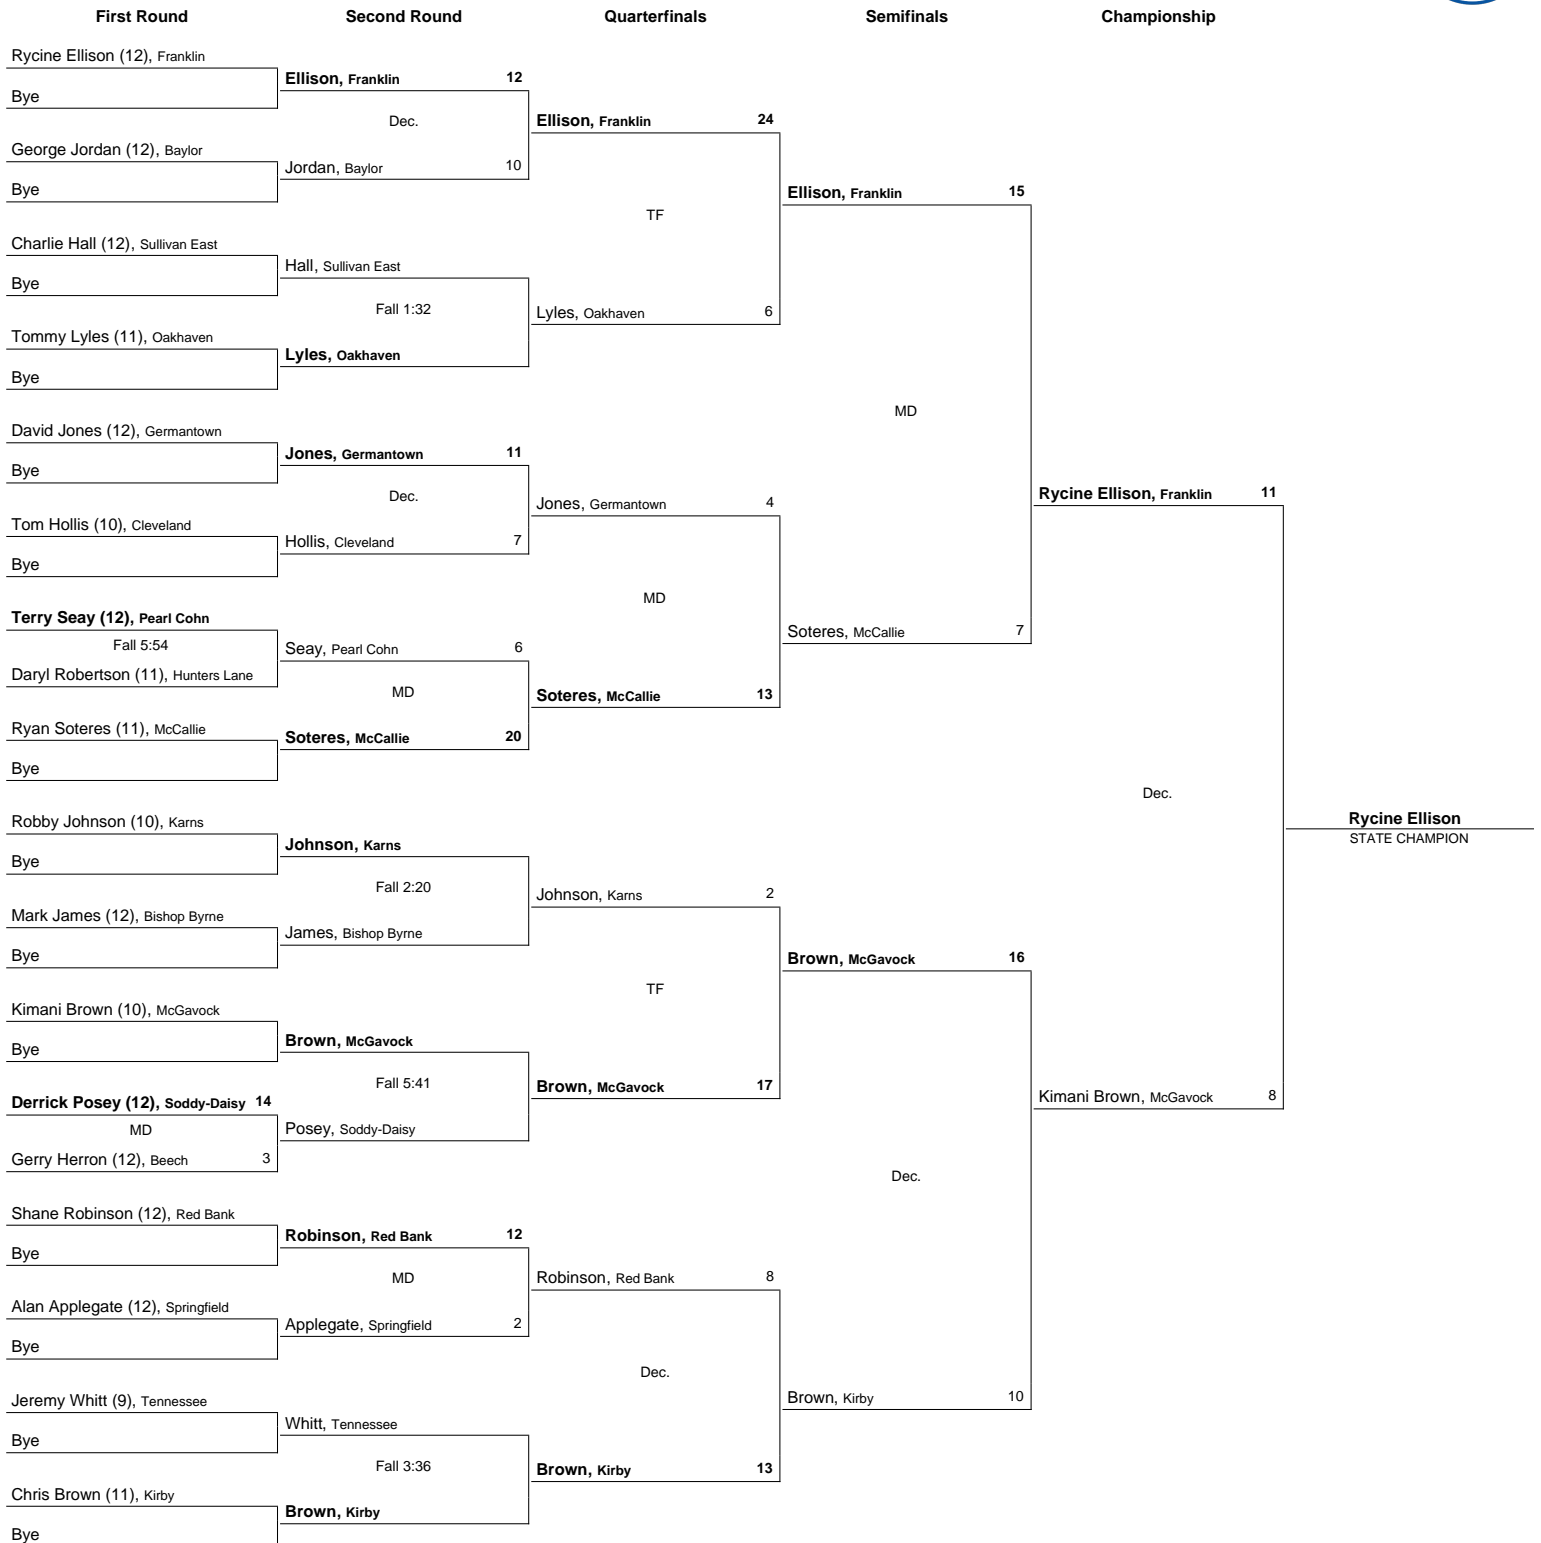 First Round
Second Round
Quarterfinals
Semifinals
Championship
Rycine Ellison (12), Franklin
Bye
George Jordan (12), Baylor
Bye
Charlie Hall (12), Sullivan East
Bye
Tommy Lyles (11), Oakhaven
Bye
David Jones (12), Germantown
Bye
Tom Hollis (10), Cleveland
Bye
Terry Seay (12), Pearl Cohn
Fall 5:54
Daryl Robertson (11), Hunters Lane
Ryan Soteres (11), McCallie
Bye
Robby Johnson (10), Karns
Bye
Mark James (12), Bishop Byrne
Bye
Kimani Brown (10), McGavock
Bye
Derrick Posey (12), Soddy-Daisy 14
MD
Gerry Herron (12), Beech 3
Shane Robinson (12), Red Bank
Bye
Alan Applegate (12), Springfield
Bye
Jeremy Whitt (9), Tennessee
Bye
Chris Brown (11), Kirby
Bye
Ellison, Franklin 12
Dec.
Jordan, Baylor 10
Hall, Sullivan East
Fall 1:32
Lyles, Oakhaven
Jones, Germantown 11
Dec.
Hollis, Cleveland 7
Seay, Pearl Cohn 6
MD
Soteres, McCallie 20
Johnson, Karns
Fall 2:20
James, Bishop Byrne
Brown, McGavock
Fall 5:41
Posey, Soddy-Daisy
Robinson, Red Bank 12
MD
Applegate, Springfield 2
Whitt, Tennessee
Fall 3:36
Brown, Kirby
Ellison, Franklin 24
TF
Lyles, Oakhaven 6
Jones, Germantown 4
MD
Soteres, McCallie 13
Johnson, Karns 2
TF
Brown, McGavock 17
Robinson, Red Bank 8
Dec.
Brown, Kirby 13
Ellison, Franklin 15
MD
Soteres, McCallie 7
Brown, McGavock 16
Dec.
Brown, Kirby 10
Rycine Ellison, Franklin 11
Dec.
Kimani Brown, McGavock 8
Rycine Ellison
STATE CHAMPION